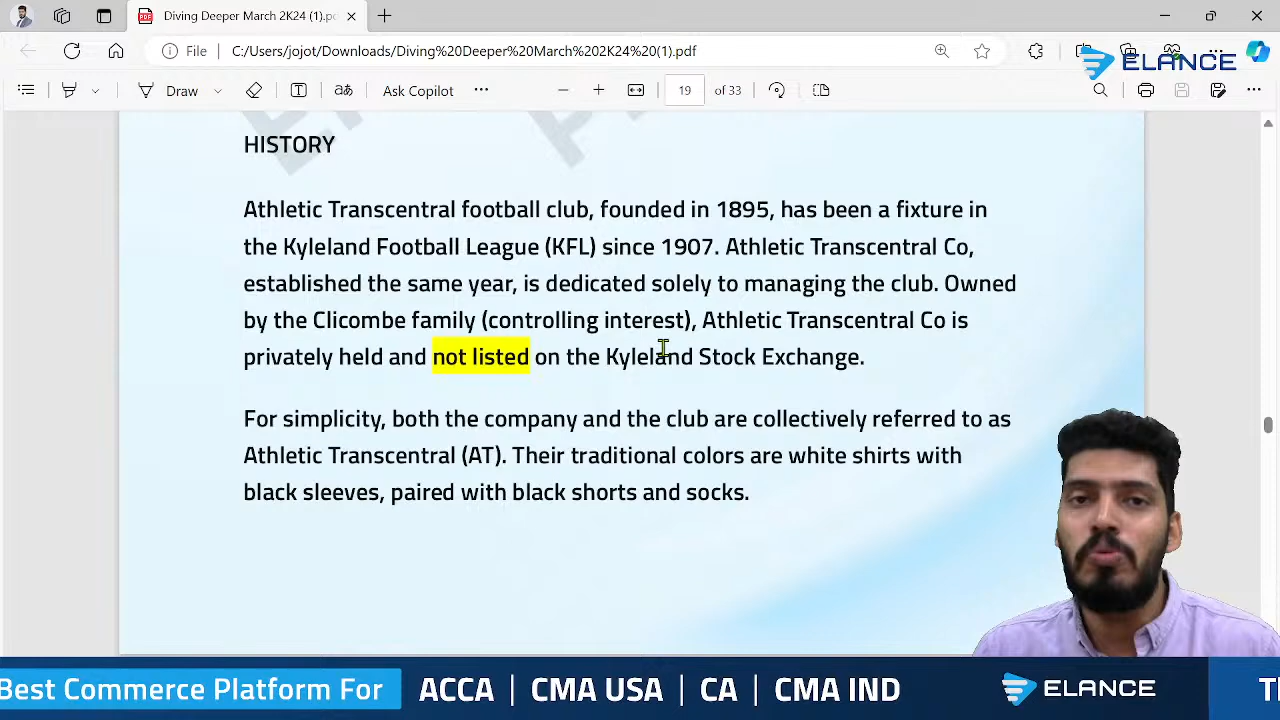 Diving Deeper March 2K24 (1).pd
File
C:/Users/jojot/Downloads/Diving%20Deeper%20March%202K24%20(1).pdf
ELANCE
Draw
Ask Copilot
19
of 33
HISTORY
Athletic Transcentral football club, founded in 1895, has been a fixture in
the Kyleland Football League (KFL) since 1907. Athletic Transcentral Co,
established the same year, is dedicated solely to managing the club. Owned
by the Clicombe family (controlling interest), Athletic Transcentral Co is
privately held and not listed on the Kyleland Stock Exchange.
For simplicity, both the company and the club are collectively referred to as
Athletic Transcentral (AT). Their traditional colors are white shirts with
black sleeves, paired with black shorts and socks.
Best Commerce Platform For
ACCA | CMA USA | CA | CMA IND
ELANCE